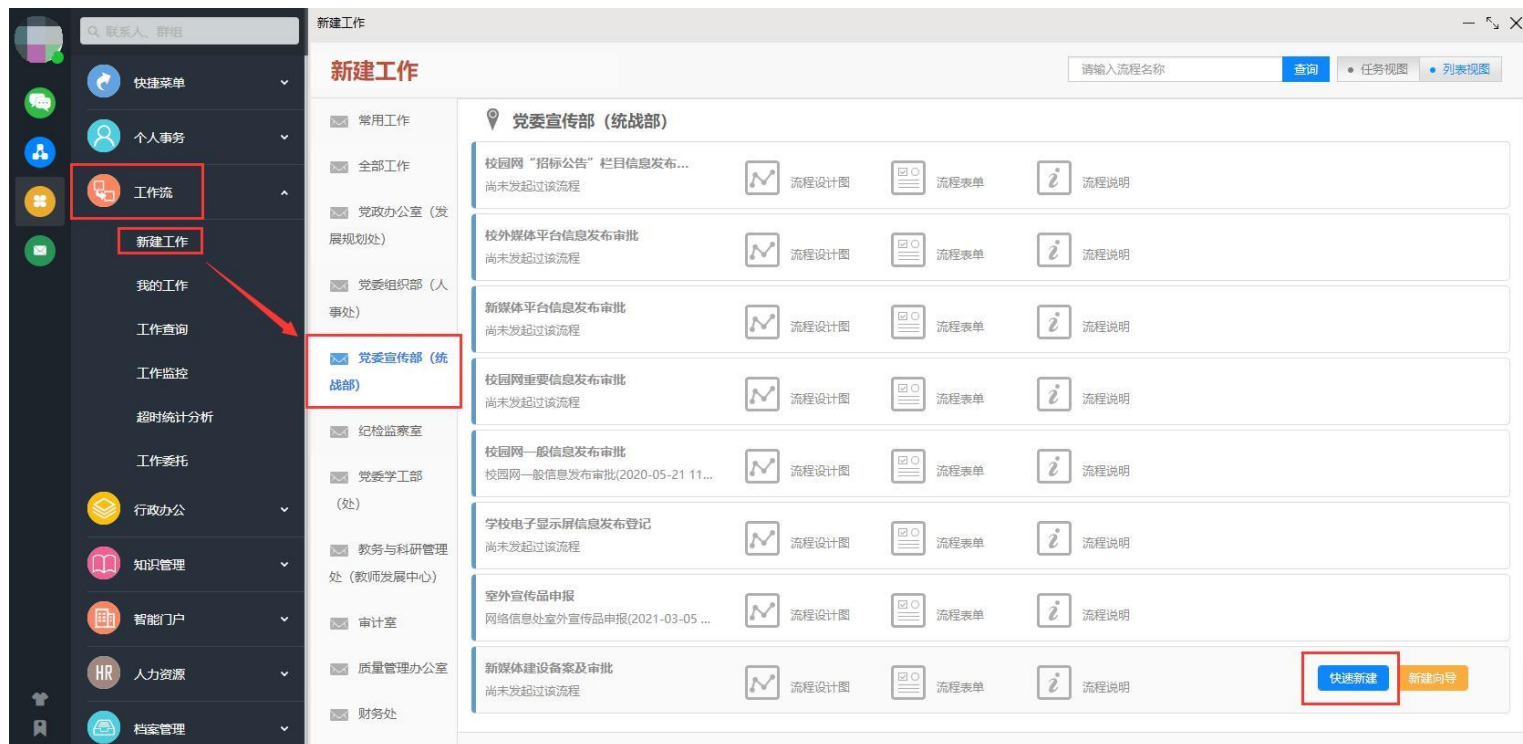 联系人、群组
快捷菜单
个人事务
工作流
新建工作
我的工作
工作查询
工作监控
超时统计分析
工作委托
行政办公
知识管理
智能门户
HR 人力资源
档案管理
新建工作
新建工作
请输入流程名称 查询 任务视图 列表视图
常用工作
全部工作
党政办公室（发
展规划处）
党委组织部（人
事处）
党委宣传部（统
战部）
纪检监察室
党委学工部
（处）
教务与科研管理
处（教师发展中心）
审计室
质量管理办公室
财务处
党委宣传部（统战部）
校园网“招标公告”栏目信息发布...
尚未发起过该流程
流程设计图 流程表单 流程说明
校外媒体平台信息发布审批
尚未发起过该流程
流程设计图 流程表单 流程说明
新媒体平台信息发布审批
尚未发起过该流程
流程设计图 流程表单 流程说明
校园网重要信息发布审批
尚未发起过该流程
流程设计图 流程表单 流程说明
校园网一般信息发布审批
校园网一般信息发布审批(2020-05-21 11...
流程设计图 流程表单 流程说明
学校电子显示屏信息发布登记
尚未发起过该流程
流程设计图 流程表单 流程说明
室外宣传品申报
网络信息处室外宣传品申报(2021-03-05 ...
流程设计图 流程表单 流程说明
新媒体建设备案及审批
尚未发起过该流程
流程设计图 流程表单 流程说明 快速新建 新建向导